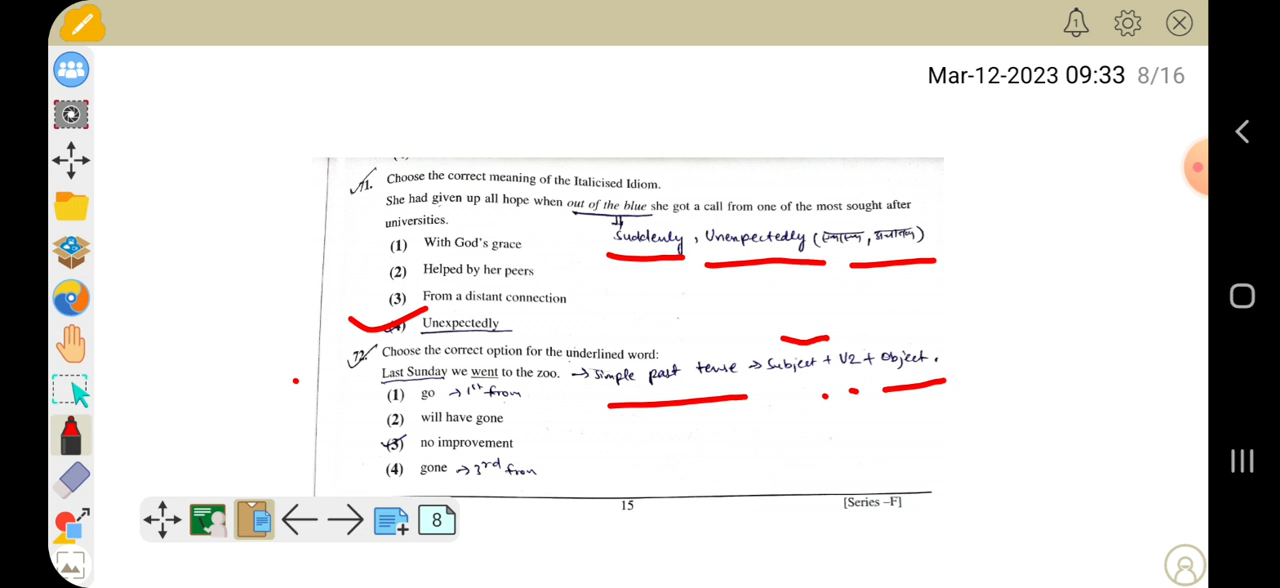 1
Mar-12-2023 09:33 8/16
71. Choose the correct meaning of the Italicised Idiom.
She had given up all hope when out of the blue she got a call from one of the most sought after
universities.
Suddenly, Unexpectedly (
(1) With God's grace
(2) Helped by her peers
(3) From a distant connection
(4) Unexpectedly
72. Choose the correct option for the underlined word:
Last Sunday we went to the zoo. → Simple past tense → Subject + V2 + Object.
(1) go → 1st from
(2) will have gone
(3) no improvement
(4) gone → 3rd from
15 [Series –F]
8